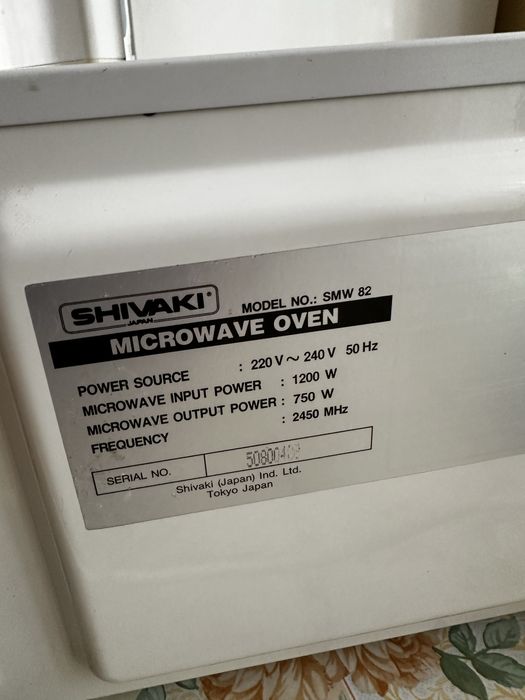 SHIVAKI®
JAPAN
MODEL NO.: SMW 82
MICROWAVE OVEN
POWER SOURCE : 220 V ~ 240 V 50 Hz
MICROWAVE INPUT POWER : 1200 W
MICROWAVE OUTPUT POWER : 750 W
FREQUENCY : 2450 MHz
SERIAL NO.
Shivaki (Japan) Ind. Ltd.
Tokyo Japan